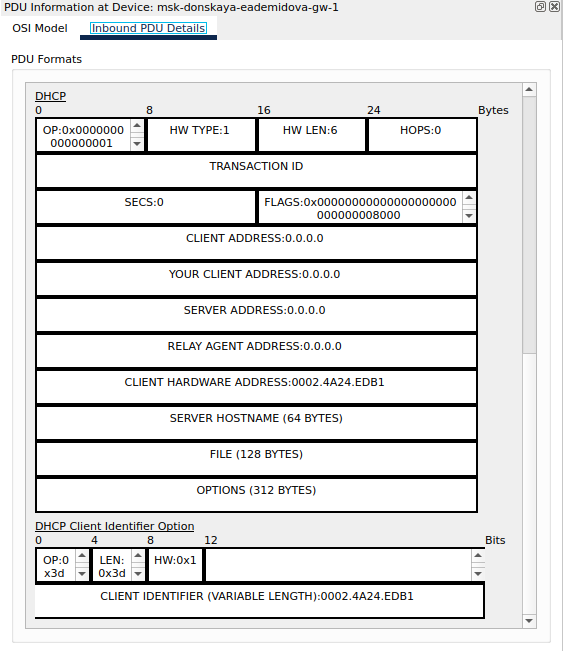 PDU Information at Device: msk-donskaya-eademidova-gw-1
OSI Model Inbound PDU Details
PDU Formats
DHCP
0 8 16 24 Bytes
OP:0x0000000 HW TYPE:1 HW LEN:6 HOPS:0
000000001
TRANSACTION ID
SECS:0 FLAGS:0x00000000000000000000
000000008000
CLIENT ADDRESS:0.0.0.0
YOUR CLIENT ADDRESS:0.0.0.0
SERVER ADDRESS:0.0.0.0
RELAY AGENT ADDRESS:0.0.0.0
CLIENT HARDWARE ADDRESS:0002.4A24.EDB1
SERVER HOSTNAME (64 BYTES)
FILE (128 BYTES)
OPTIONS (312 BYTES)
DHCP Client Identifier Option
0 4 8 12 Bits
OP:0 LEN: HW:0x1
x3d 0x3d
CLIENT IDENTIFIER (VARIABLE LENGTH):0002.4A24.EDB1